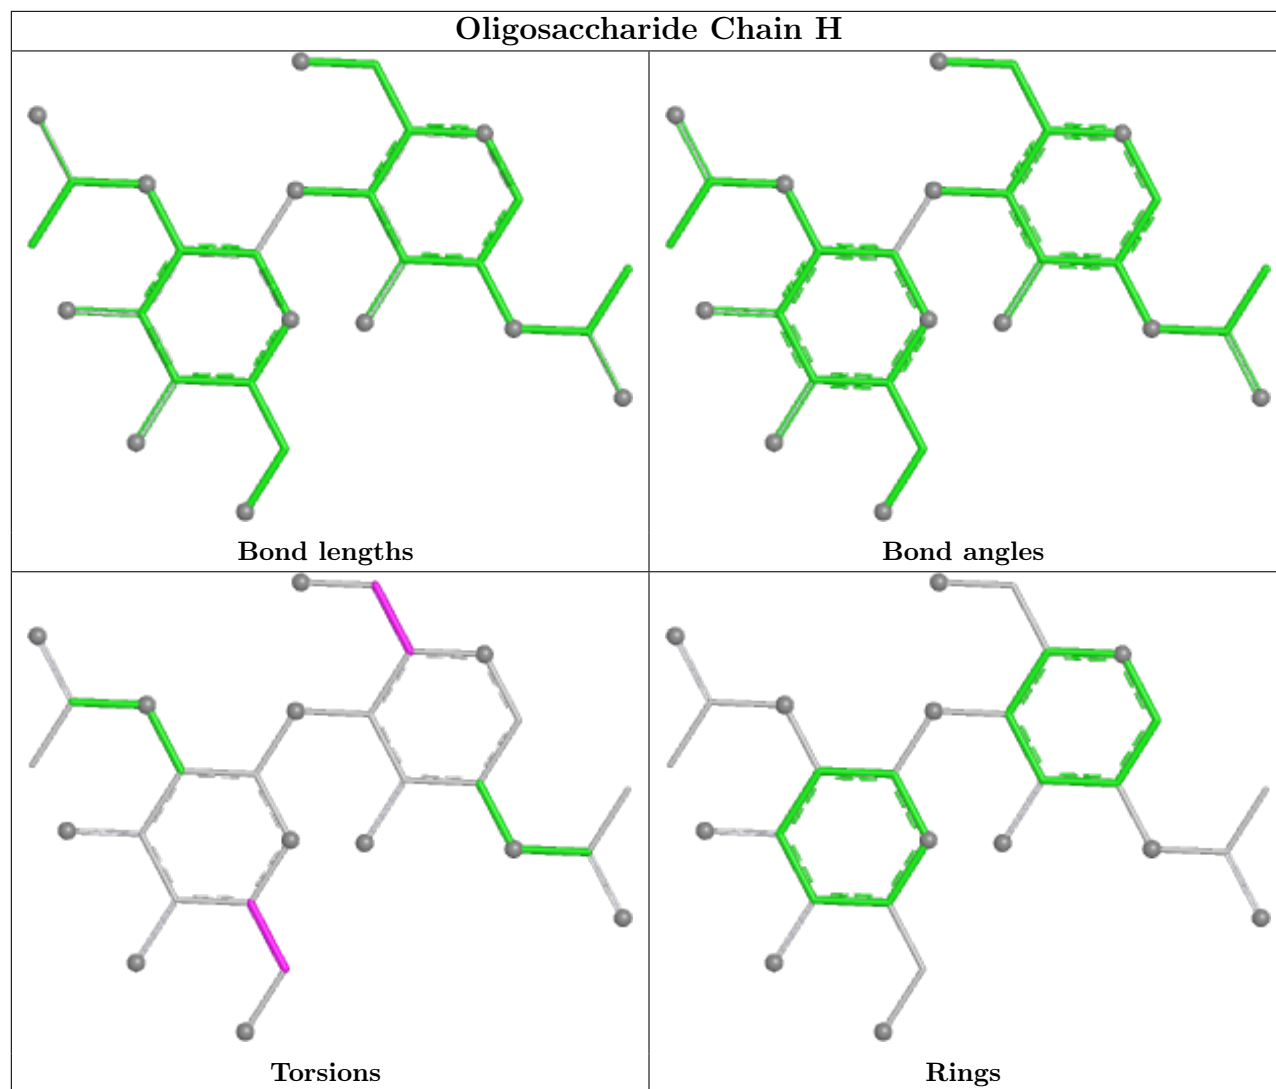 Oligosaccharide Chain H
Bond lengths
Bond angles
Torsions
Rings